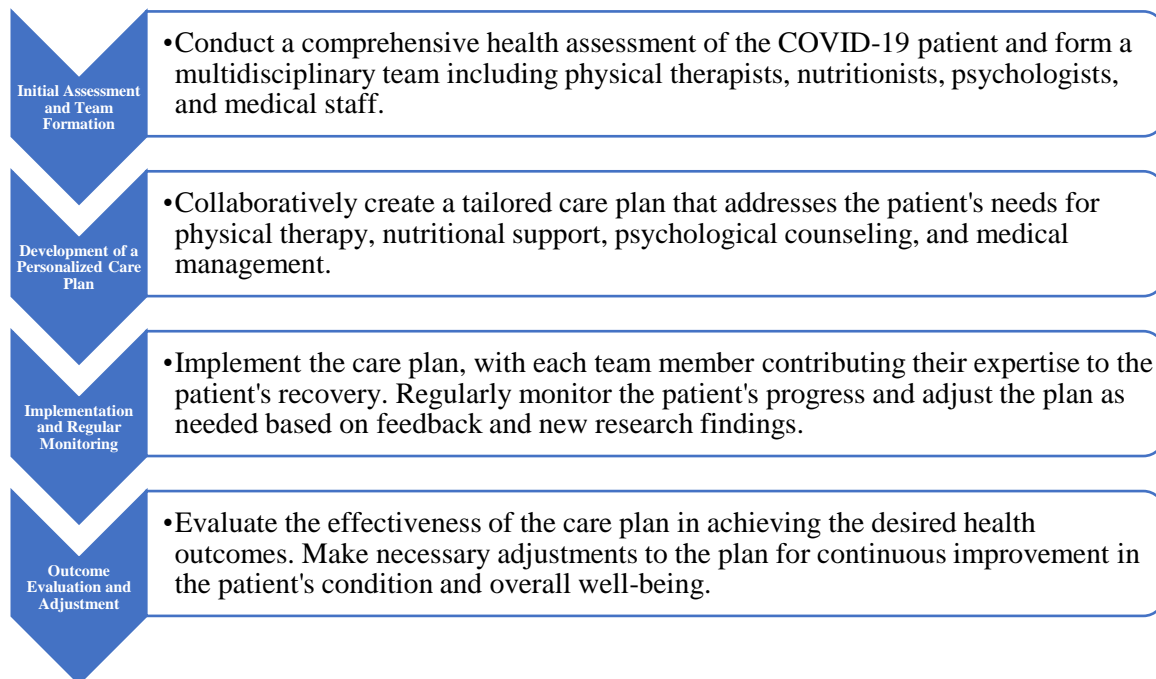 Initial Assessment
and Team
Formation
•Conduct a comprehensive health assessment of the COVID-19 patient and form a
multidisciplinary team including physical therapists, nutritionists, psychologists,
and medical staff.
Development of a
Personalized Care
Plan
•Collaboratively create a tailored care plan that addresses the patient's needs for
physical therapy, nutritional support, psychological counseling, and medical
management.
Implementation
and Regular
Monitoring
•Implement the care plan, with each team member contributing their expertise to the
patient's recovery. Regularly monitor the patient's progress and adjust the plan as
needed based on feedback and new research findings.
Outcome
Evaluation and
Adjustment
•Evaluate the effectiveness of the care plan in achieving the desired health
outcomes. Make necessary adjustments to the plan for continuous improvement in
the patient's condition and overall well-being.